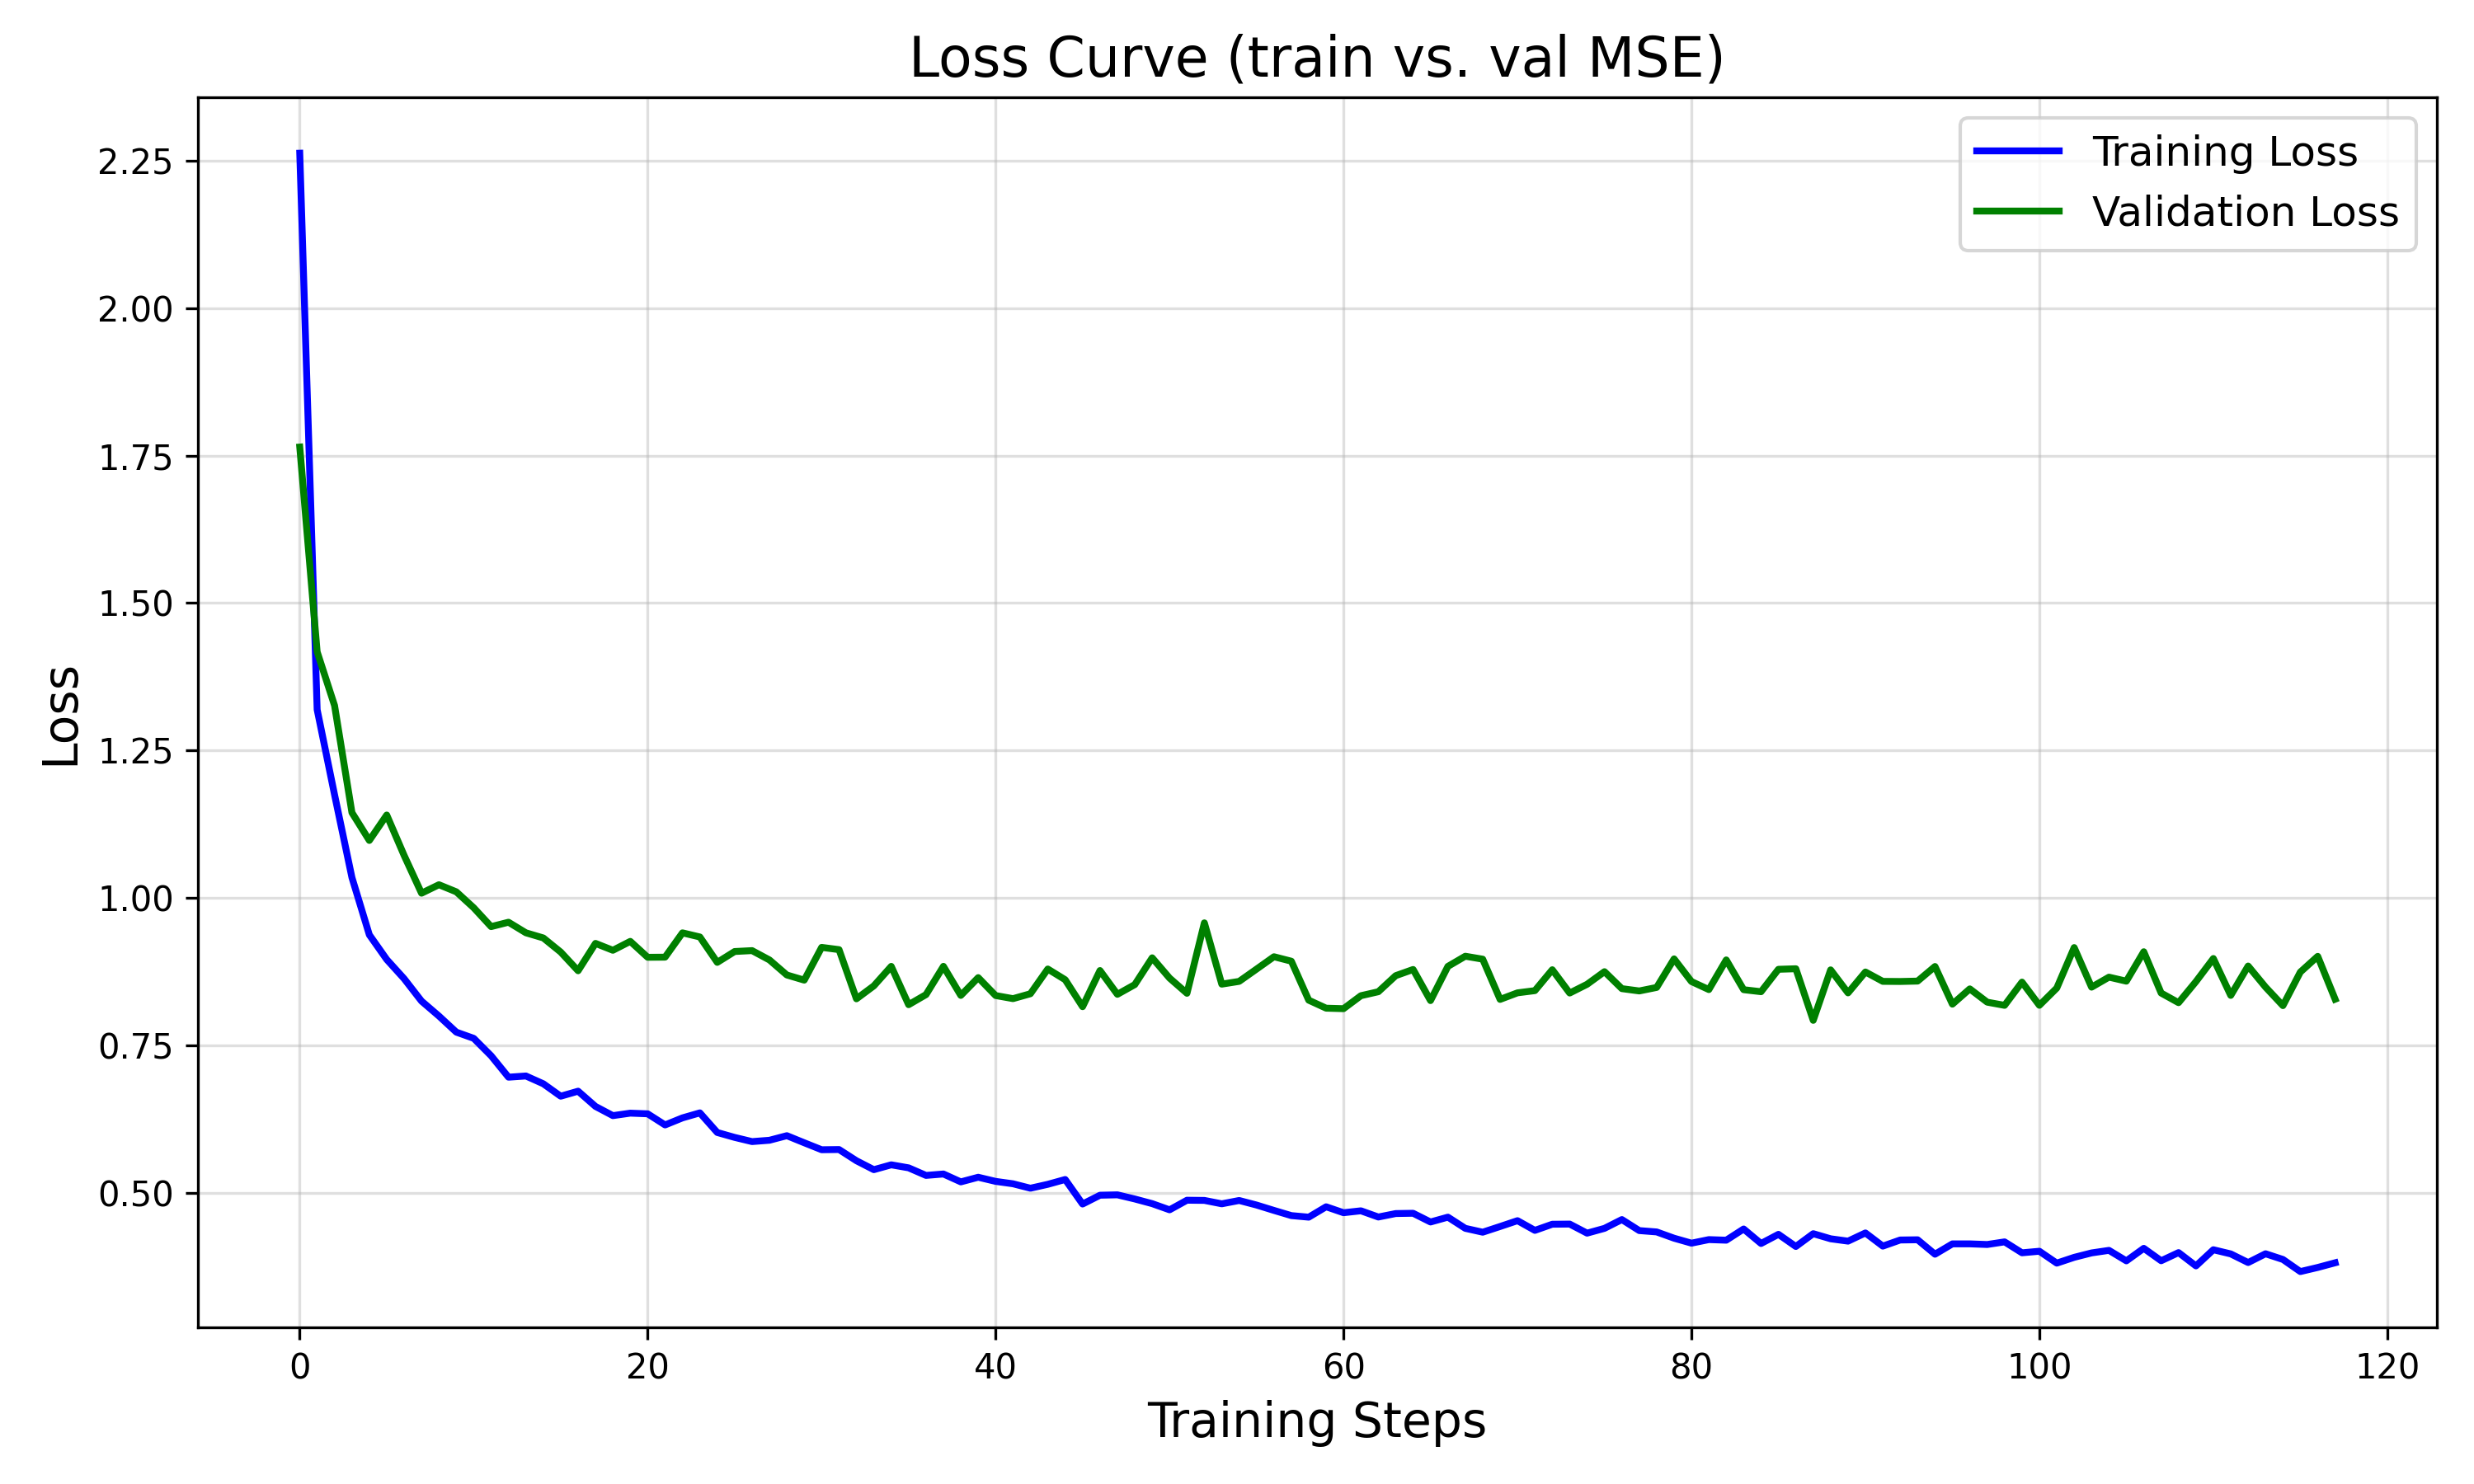 Loss Curve (train vs. val MSE)
Training Loss
Validation Loss
2.25
2.00
1.75
1.50
1.25
1.00
0.75
0.50
Loss
0 20 40 60 80 100 120
Training Steps